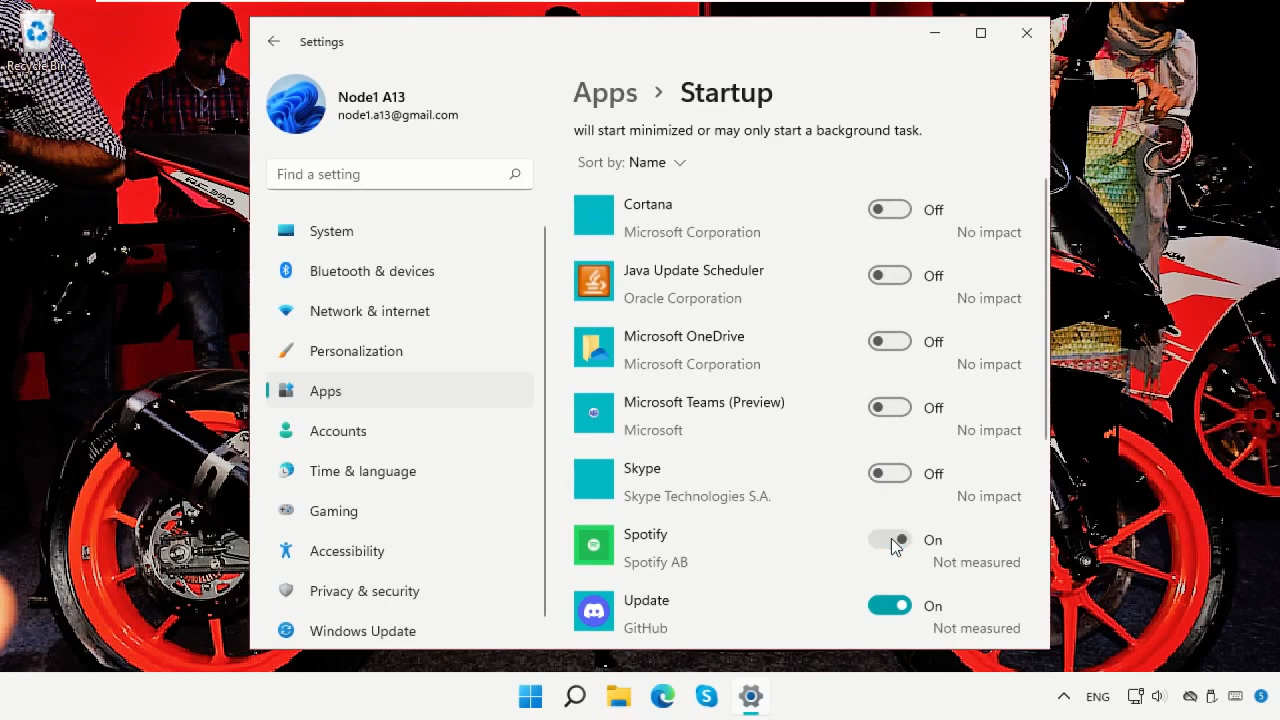 Recycle Bin
Settings
Node1 A13
node1.a13@gmail.com
Find a setting
System
Bluetooth & devices
Network & internet
Personalization
Apps
Accounts
Time & language
Gaming
Accessibility
Privacy & security
Windows Update
Apps > Startup
will start minimized or may only start a background task.
Sort by: Name
Cortana
Off
Microsoft Corporation
No impact
Java Update Scheduler
Off
Oracle Corporation
No impact
Microsoft OneDrive
Off
Microsoft Corporation
No impact
Microsoft Teams (Preview)
Off
Microsoft
No impact
Skype
Off
Skype Technologies S.A.
No impact
Spotify
On
Spotify AB
Not measured
Update
On
GitHub
Not measured
ENG
5